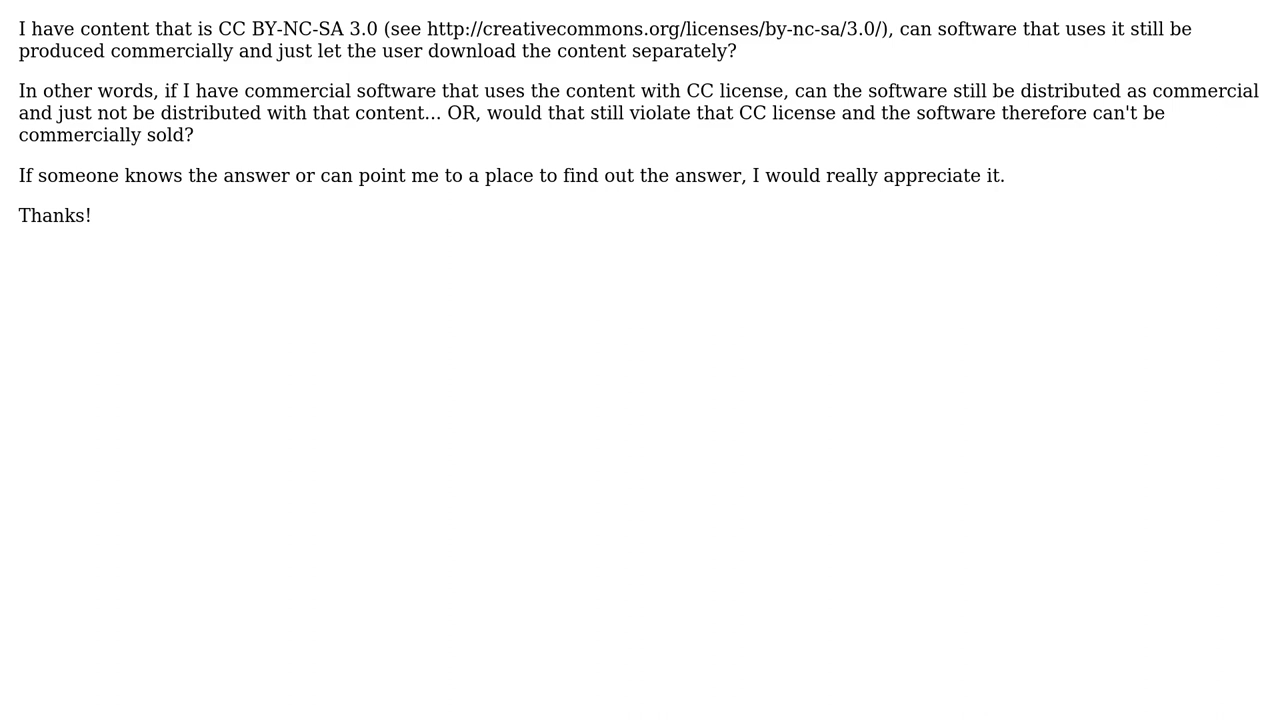 I have content that is CC BY-NC-SA 3.0 (see http://creativecommons.org/licenses/by-nc-sa/3.0/), can software that uses it still be
produced commercially and just let the user download the content separately?
In other words, if I have commercial software that uses the content with CC license, can the software still be distributed as commercial
and just not be distributed with that content... OR, would that still violate that CC license and the software therefore can't be
commercially sold?
If someone knows the answer or can point me to a place to find out the answer, I would really appreciate it.
Thanks!